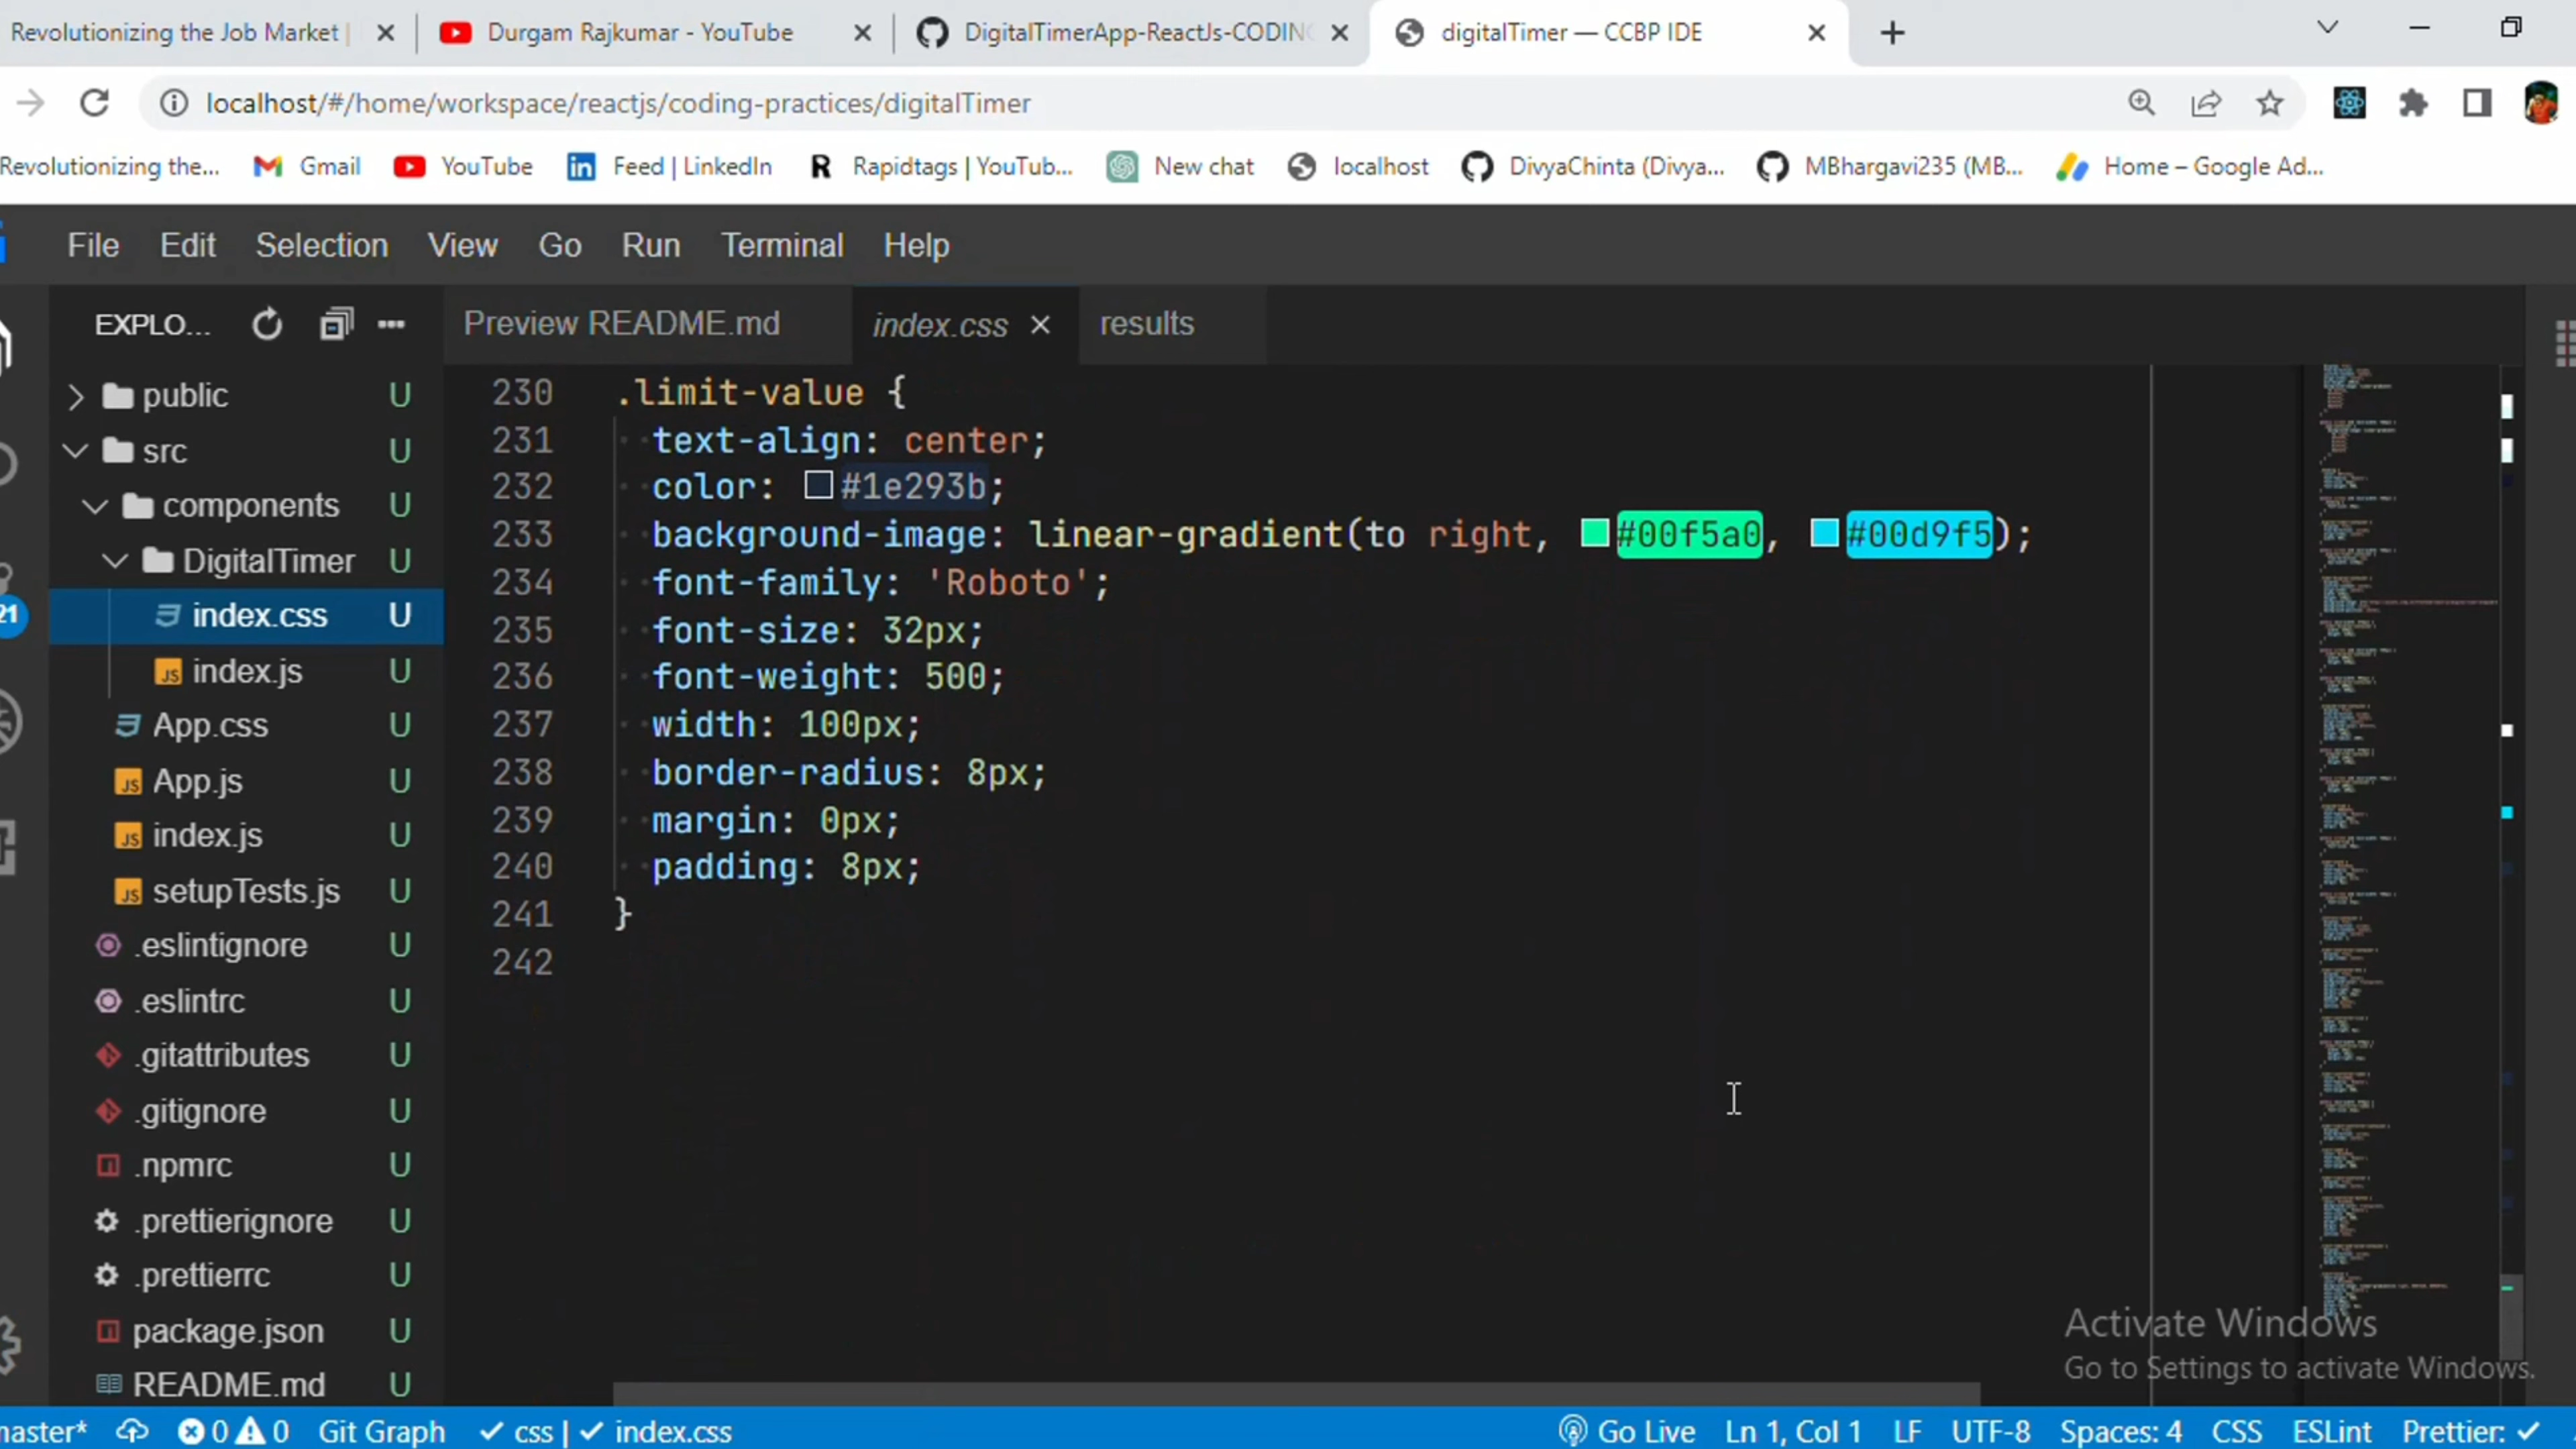 Revolutionizing the Job Market | Durgam Rajkumar - YouTube DigitalTimerApp-ReactJs-CODING digitalTimer — CCBP IDE
localhost/#/home/workspace/reactjs/coding-practices/digitalTimer
Revolutionizing the... Gmail YouTube Feed | LinkedIn Rapidtags | YouTub... New chat localhost DivyaChinta (Divya... MBhargavi235 (MB... Home – Google Ad...
File Edit Selection View Go Run Terminal Help
EXPLO... Preview README.md index.css results
public U
src U
components U
DigitalTimer U
index.css U
index.js U
App.css U
App.js U
index.js U
setupTests.js U
.eslintignore U
.eslintrc U
.gitattributes U
.gitignore U
.npmrc U
.prettierignore U
.prettierrc U
package.json U
README.md U
21
230 .limit-value {
231 text-align: center;
232 color: #1e293b;
233 background-image: linear-gradient(to right, #00f5a0, #00d9f5);
234 font-family: 'Roboto';
235 font-size: 32px;
236 font-weight: 500;
237 width: 100px;
238 border-radius: 8px;
239 margin: 0px;
240 padding: 8px;
241 }
242
Activate Windows
Go to Settings to activate Windows.
master* 0 0 Git Graph css | index.css Go Live Ln 1, Col 1 LF UTF-8 Spaces: 4 CSS ESLint Prettier: